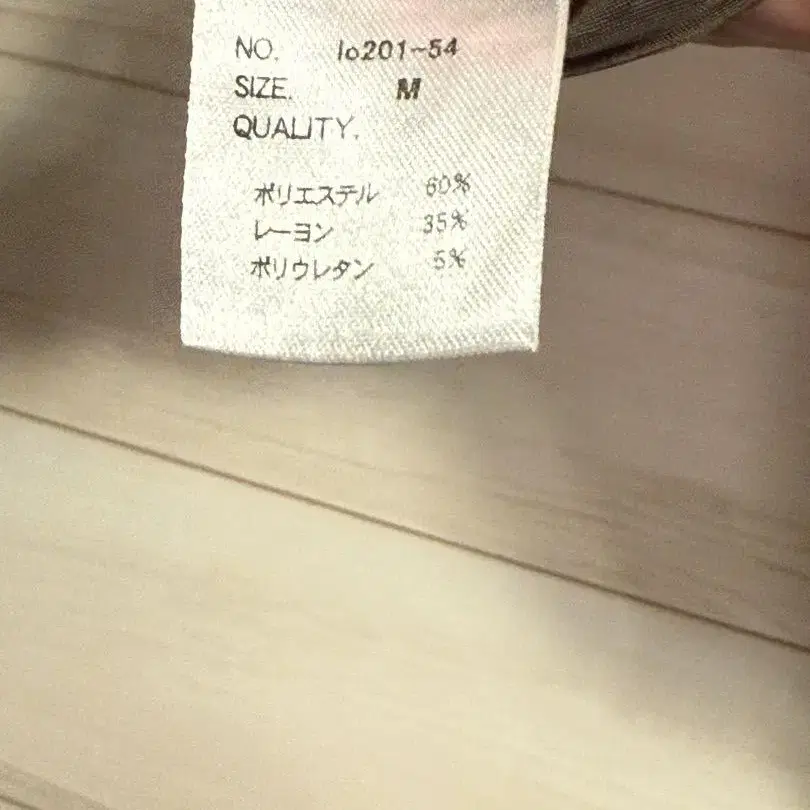 NO. lo201-54
SIZE. M
QUALITY.
ポリエステル 60%
レーヨン 35%
ポリウレタン 5%